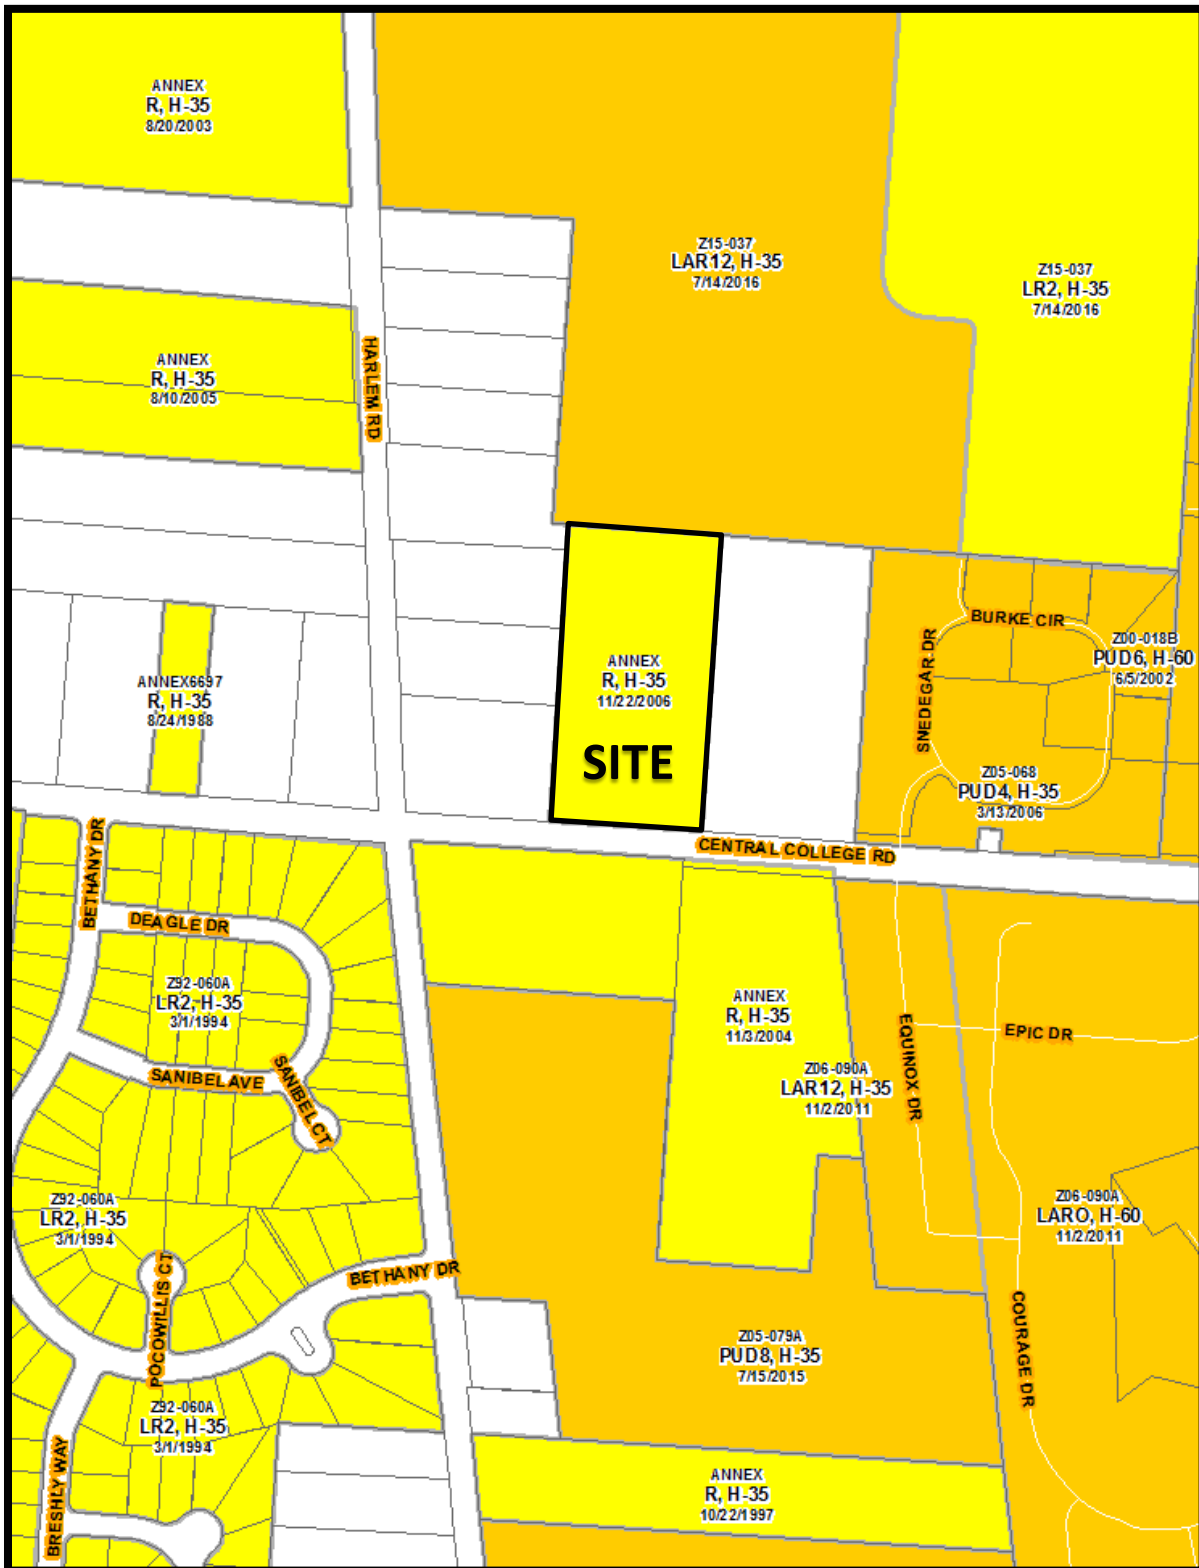 ANNEX
R, H-35
8/20/2003
Z15-037
LAR12, H-35
7/14/2016
Z15-037
LR2, H-35
7/14/2016
ANNEX
R, H-35
8/10/2005
HARLEM RD
ANNEX6697
R, H-35
8/24/1988
ANNEX
R, H-35
11/22/2006
SITE
BURKE CIR
SNEDEGAR DR
Z00-018B
PUD6, H-60
6/5/2002
Z05-068
PUD4, H-35
3/13/2006
CENTRAL COLLEGE RD
BETHANY DR
DEAGLE DR
Z92-060A
LR2, H-35
3/1/1994
SANIBEL AVE
SANIBEL CT
ANNEX
R, H-35
11/3/2004
Z06-090A
LAR12, H-35
11/2/2011
EQUINOX DR
EPIC DR
Z92-060A
LR2, H-35
3/1/1994
Z06-090A
LARO, H-60
11/2/2011
POCOWILLIS CT
BETHANY DR
COURAGE DR
Z05-079A
PUD8, H-35
7/15/2015
Z92-060A
LR2, H-35
3/1/1994
BRESHLY WAY
ANNEX
R, H-35
10/22/1997